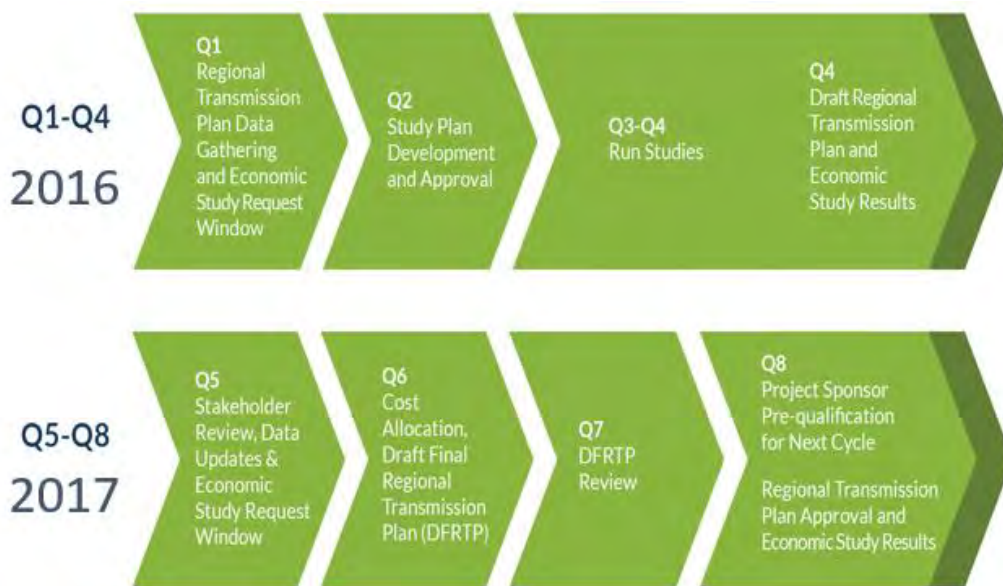 Q1-Q4
2016
Q1
Regional
Transmission
Plan Data
Gathering
and Economic
Study Request
Window
Q2
Study Plan
Development
and Approval
Q3-Q4
Run Studies
Q4
Draft Regional
Transmission
Plan and
Economic
Study Results
Q5-Q8
2017
Q5
Stakeholder
Review, Data
Updates &
Economic
Study Request
Window
Q6
Cost
Allocation,
Draft Final
Regional
Transmission
Plan (DFRTP)
Q7
DFRTP
Review
Q8
Project Sponsor
Pre-qualification
for Next Cycle
Regional Transmission
Plan Approval and
Economic Study Results